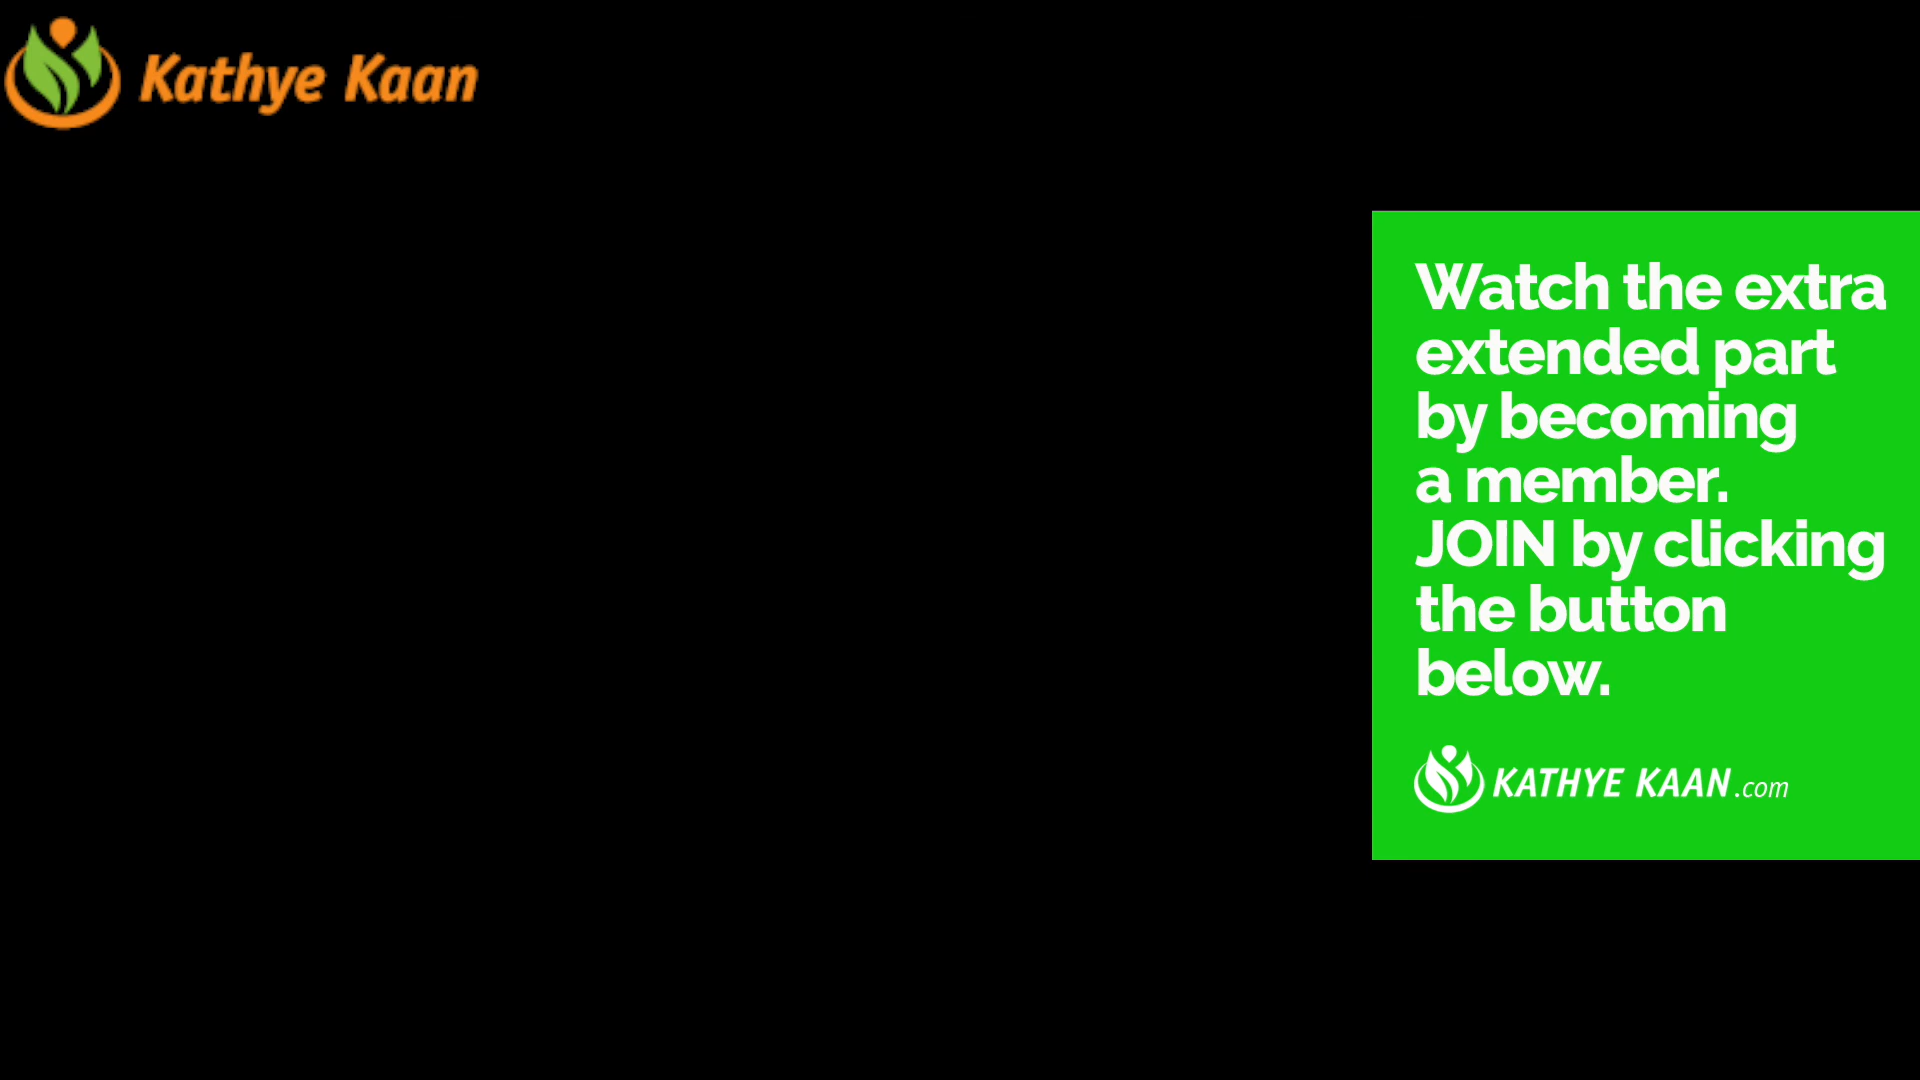 Kathye Kaan
Watch the extra
extended part
by becoming
a member.
JOIN by clicking
the button
below.
KATHYE KAAN.com